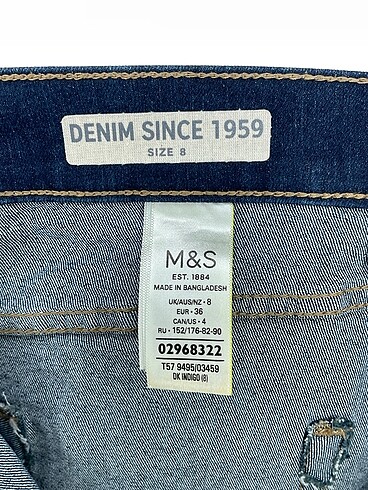 DENIM SINCE 1959
SIZE 8
M&S
EST. 1884
MADE IN BANGLADESH
UK/AUS/NZ • 8
EUR • 36
CAN/US • 4
RU • 152/176-82-90
02968322
T57 9495/03459
DK INDIGO (8)